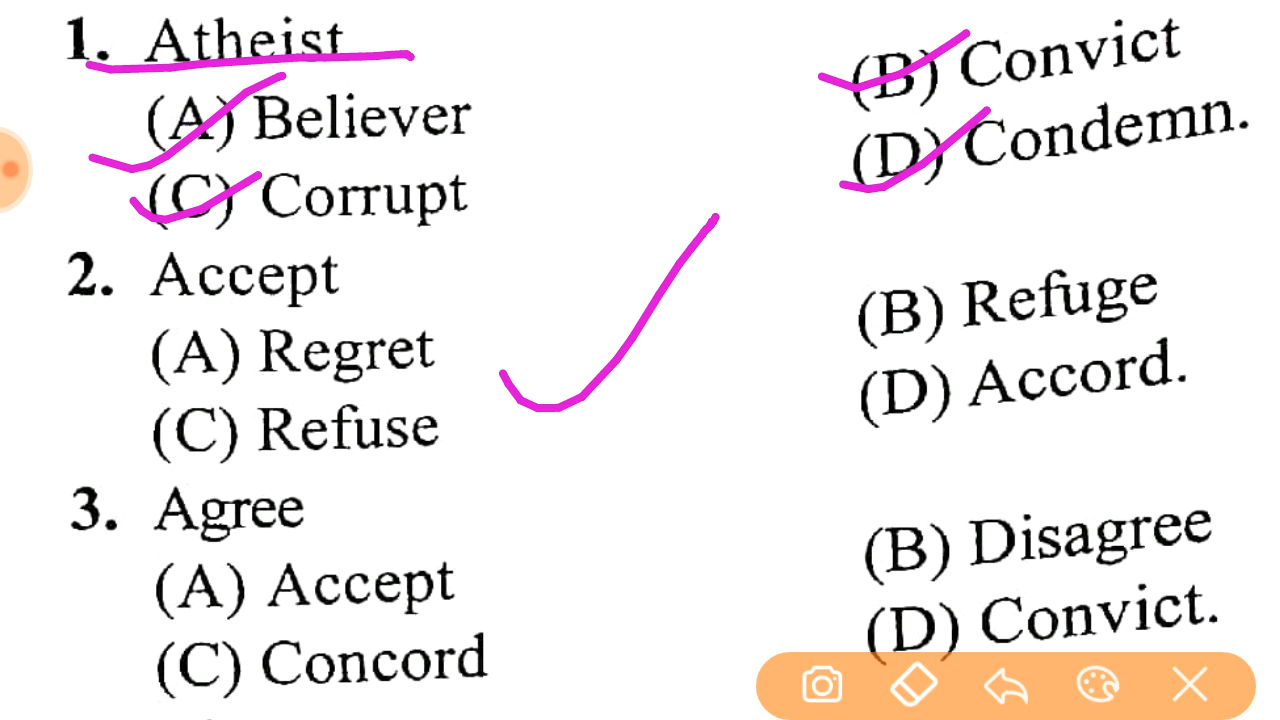 1. Atheist
(A) Believer (B) Convict
(C) Corrupt (D) Condemn.
2. Accept
(A) Regret (B) Refuge
(C) Refuse (D) Accord.
3. Agree
(A) Accept (B) Disagree
(C) Concord (D) Convict.